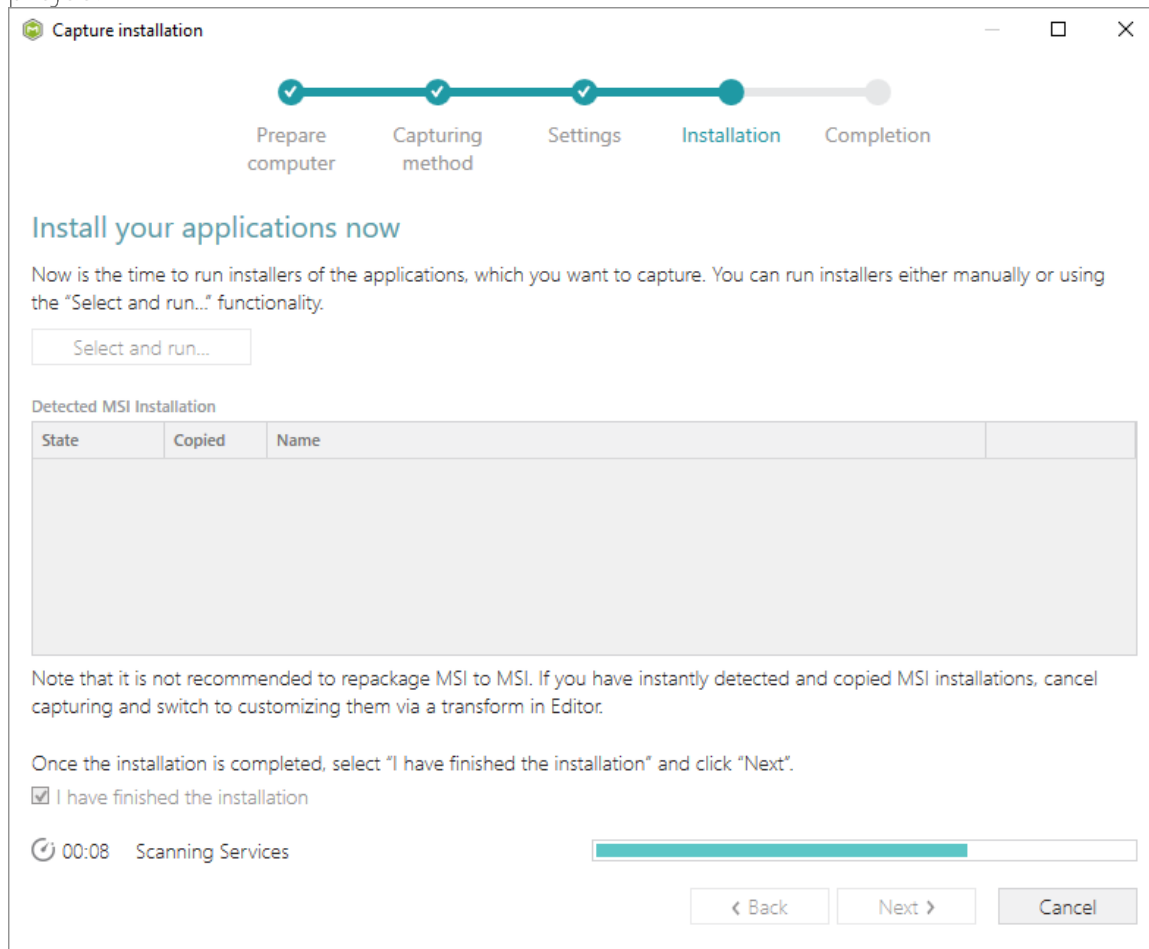 Capture installation
Prepare
computer
Capturing
method
Settings
Installation
Completion
Install your applications now
Now is the time to run installers of the applications, which you want to capture. You can run installers either manually or using
the “Select and run...” functionality.
Select and run...
Detected MSI Installation
State
Copied
Name
Note that it is not recommended to repackage MSI to MSI. If you have instantly detected and copied MSI installations, cancel
capturing and switch to customizing them via a transform in Editor.
Once the installation is completed, select “I have finished the installation” and click “Next”.
I have finished the installation
00:08 Scanning Services
Back
Next
Cancel